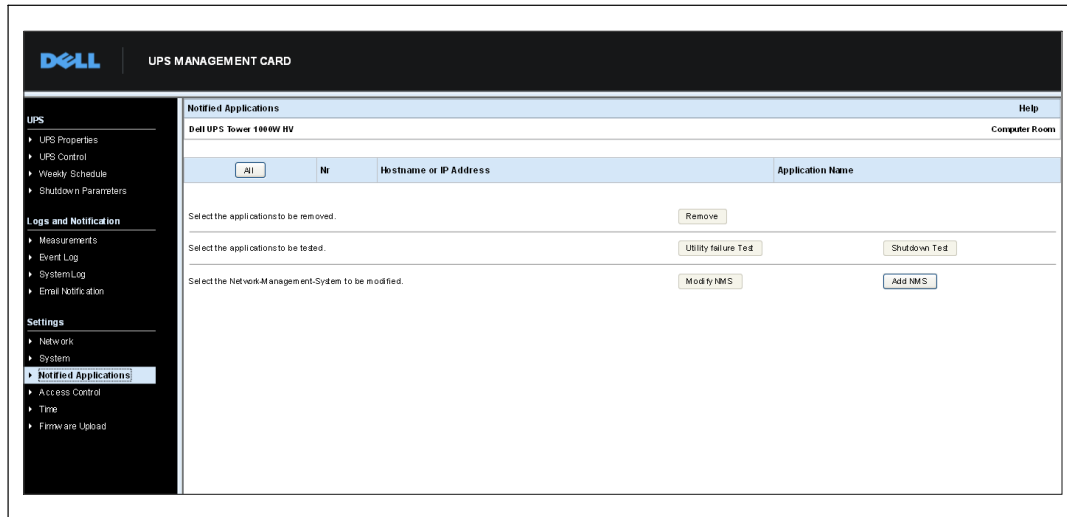 DELL
UPS MANAGEMENT CARD
UPS
UPS Properties
UPS Control
Weekly Schedule
Shutdown Parameters
Logs and Notification
Measurements
Event Log
System Log
Email Notification
Settings
Network
System
Notified Applications
Access Control
Time
Firmware Upload
Notified Applications Help
Dell UPS Tower 1000W HV Computer Room
All Nr Hostname or IP Address Application Name
Select the applications to be removed. Remove
Select the applications to be tested. Utility failure Test Shutdown Test
Select the Network-Management-System to be modified. Modify NMS Add NMS